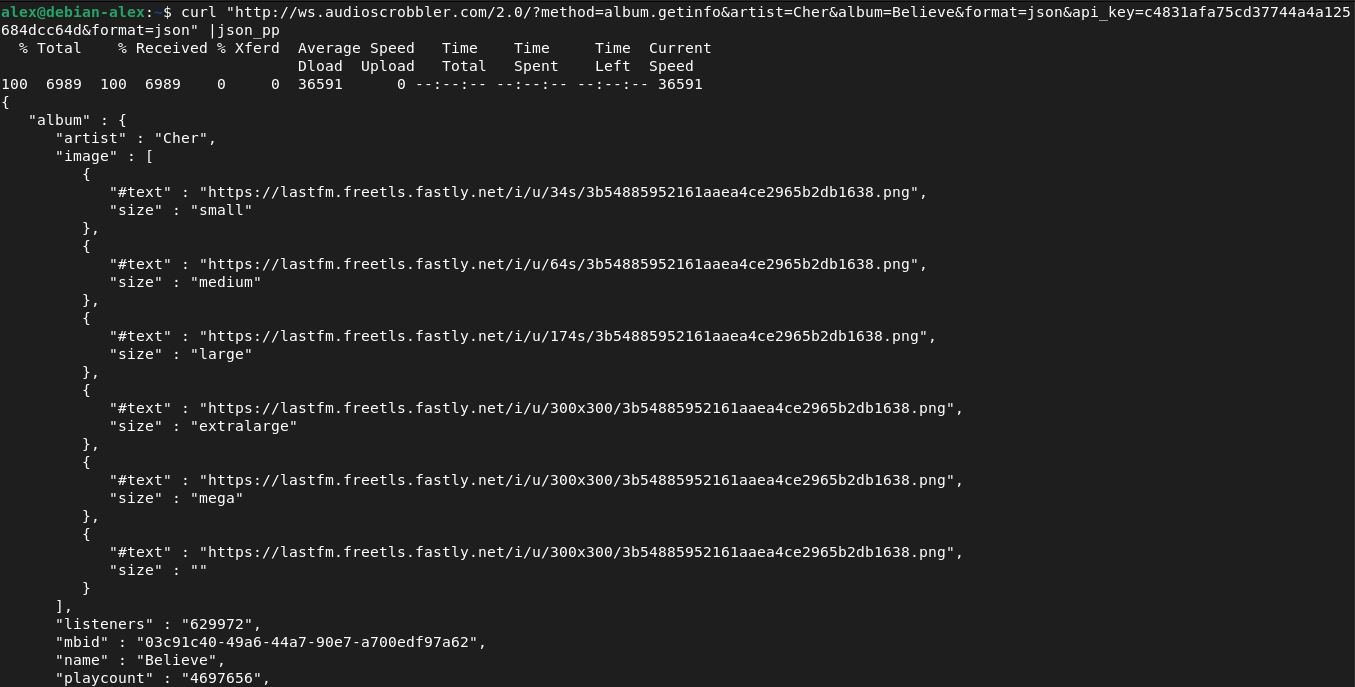 alex@debian-alex:~$ curl "http://ws.audioscrobbler.com/2.0/?method=album.getinfo&artist=Cher&album=Believe&format=json&api_key=c4831afa75cd37744a4a125
684dcc64d&format=json" |json_pp
  % Total    % Received % Xferd  Average Speed   Time    Time     Time  Current
                                 Dload  Upload   Total   Spent    Left  Speed
100  6989  100  6989    0     0  36591      0 --:--:-- --:--:-- --:--:-- 36591
{
   "album" : {
      "artist" : "Cher",
      "image" : [
         {
            "#text" : "https://lastfm.freetls.fastly.net/i/u/34s/3b54885952161aaea4ce2965b2db1638.png",
            "size" : "small"
         },
         {
            "#text" : "https://lastfm.freetls.fastly.net/i/u/64s/3b54885952161aaea4ce2965b2db1638.png",
            "size" : "medium"
         },
         {
            "#text" : "https://lastfm.freetls.fastly.net/i/u/174s/3b54885952161aaea4ce2965b2db1638.png",
            "size" : "large"
         },
         {
            "#text" : "https://lastfm.freetls.fastly.net/i/u/300x300/3b54885952161aaea4ce2965b2db1638.png",
            "size" : "extralarge"
         },
         {
            "#text" : "https://lastfm.freetls.fastly.net/i/u/300x300/3b54885952161aaea4ce2965b2db1638.png",
            "size" : "mega"
         },
         {
            "#text" : "https://lastfm.freetls.fastly.net/i/u/300x300/3b54885952161aaea4ce2965b2db1638.png",
            "size" : ""
         }
      ],
      "listeners" : "629972",
      "mbid" : "03c91c40-49a6-44a7-90e7-a700edf97a62",
      "name" : "Believe",
      "playcount" : "4697656",